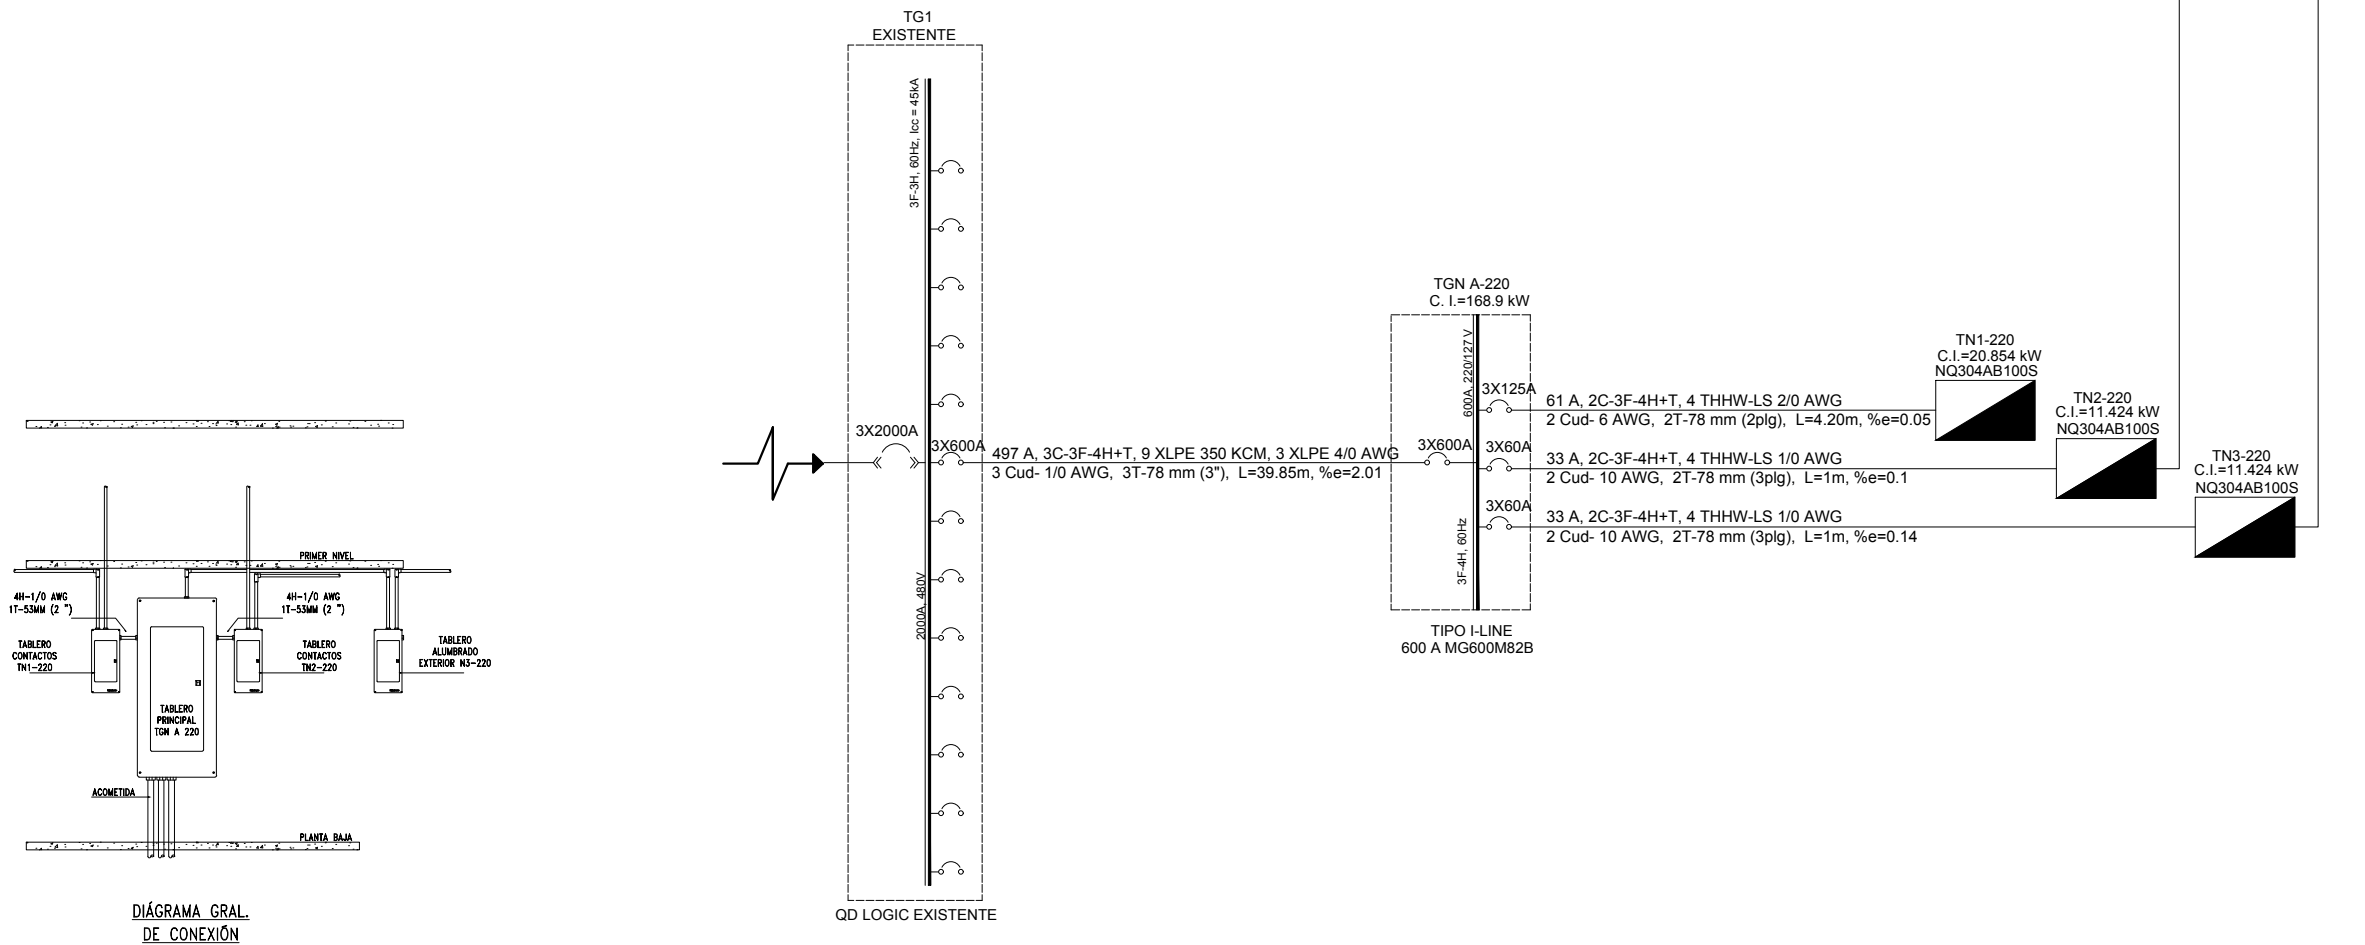 TG1
EXISTENTE
3F-3H, 60Hz, Icc = 45kA
2000A, 480V
3X2000A
3X600A
QD LOGIC EXISTENTE
497 A, 3C-3F-4H+T, 9 XLPE 350 KCM, 3 XLPE 4/0 AWG
3 Cud- 1/0 AWG, 3T-78 mm (3"), L=39.85m, %e=2.01
TGN A-220
C. I.=168.9 kW
600A, 220/127 V
3F-4H, 60Hz
3X600A
3X125A
3X60A
3X60A
TIPO I-LINE
600 A MG600M82B
61 A, 2C-3F-4H+T, 4 THHW-LS 2/0 AWG
2 Cud- 6 AWG, 2T-78 mm (2plg), L=4.20m, %e=0.05
33 A, 2C-3F-4H+T, 4 THHW-LS 1/0 AWG
2 Cud- 10 AWG, 2T-78 mm (3plg), L=1m, %e=0.1
33 A, 2C-3F-4H+T, 4 THHW-LS 1/0 AWG
2 Cud- 10 AWG, 2T-78 mm (3plg), L=1m, %e=0.14
TN1-220
C.I.=20.854 kW
NQ304AB100S
TN2-220
C.I.=11.424 kW
NQ304AB100S
TN3-220
C.I.=11.424 kW
NQ304AB100S
PRIMER NIVEL
4H-1/0 AWG
1T-53MM (2 ")
4H-1/0 AWG
1T-53MM (2 ")
TABLERO
CONTACTOS
TN1-220
TABLERO
CONTACTOS
TN2-220
TABLERO
ALUMBRADO
EXTERIOR N3-220
TABLERO
PRINCIPAL
TGN A 220
ACOMETIDA
PLANTA BAJA
DIÁGRAMA GRAL.
DE CONEXIÓN